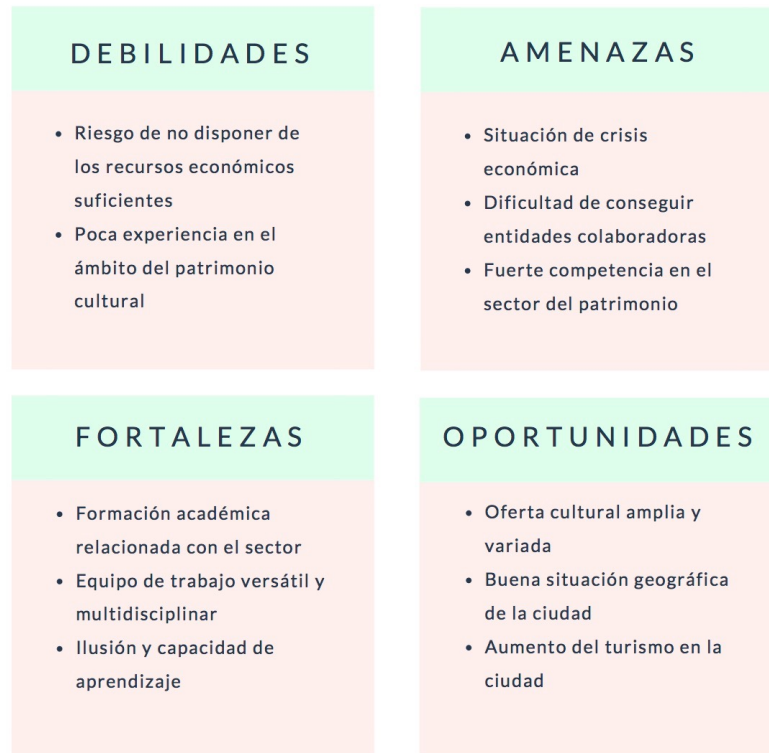 DEBILIDADES
• Riesgo de no disponer de
los recursos económicos
suficientes
• Poca experiencia en el
ámbito del patrimonio
cultural
AMENAZAS
• Situación de crisis
económica
• Dificultad de conseguir
entidades colaboradoras
• Fuerte competencia en el
sector del patrimonio
FORTALEZAS
• Formación académica
relacionada con el sector
• Equipo de trabajo versátil y
multidisciplinar
• Ilusión y capacidad de
aprendizaje
OPORTUNIDADES
• Oferta cultural amplia y
variada
• Buena situación geográfica
de la ciudad
• Aumento del turismo en la
ciudad